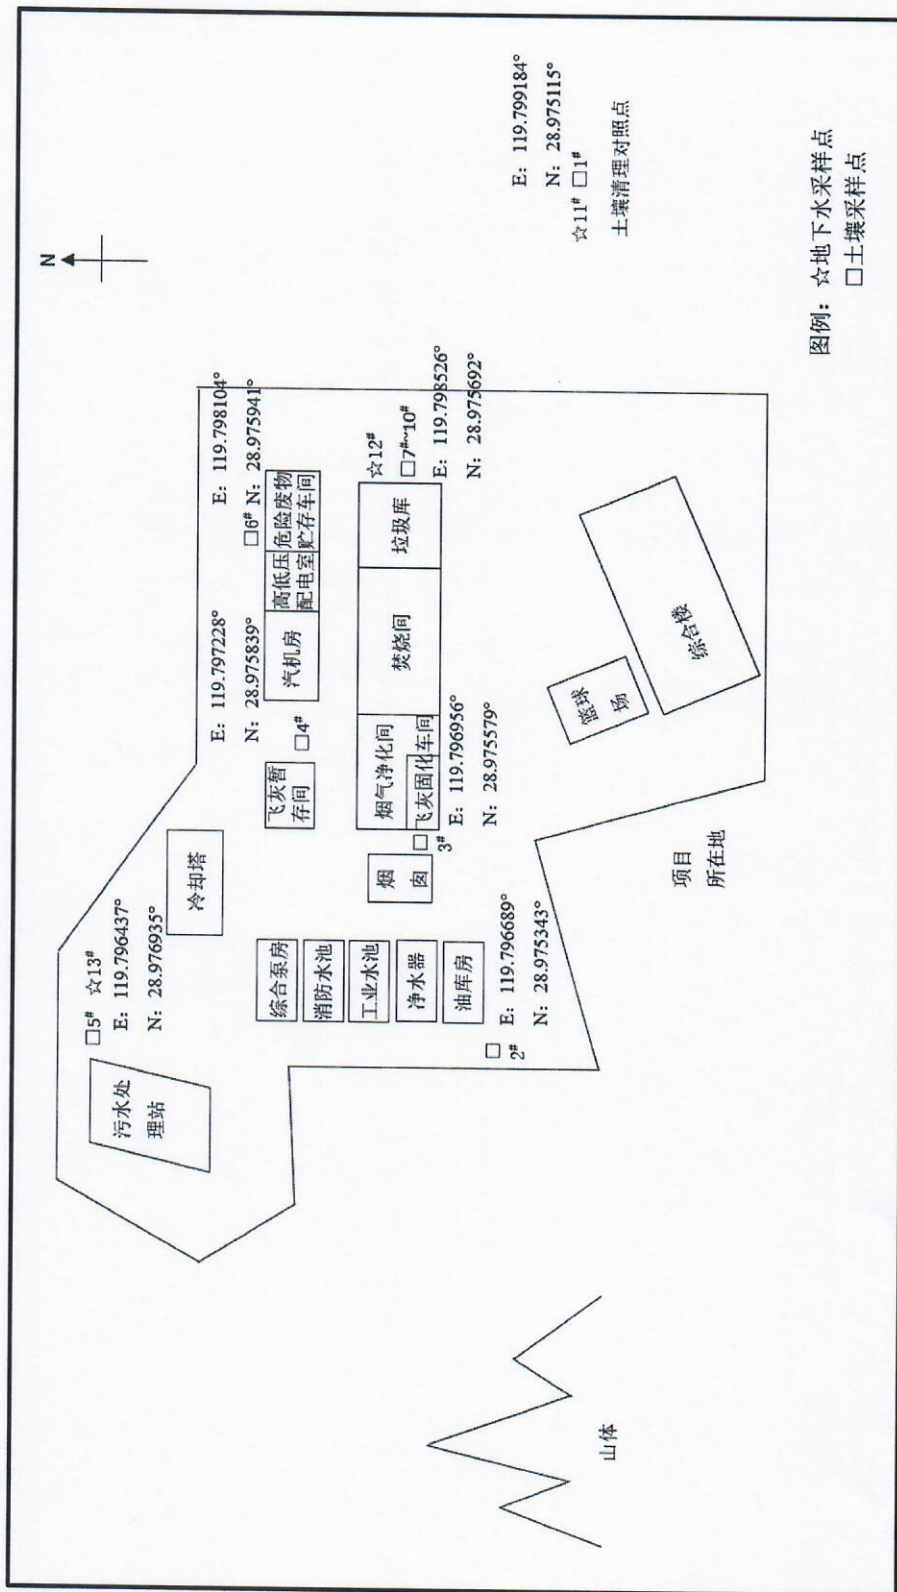 N
□5# ☆13#
E: 119.796437°
N: 28.976935°
污水处
理站
冷却塔
E: 119.797228°
N: 28.975839°
E: 119.798104°
□6# N: 28.975941°
综合泵房
消防水池
工业水池
净水器
油库房
飞灰暂
存间
□4#
汽机房
高低压
配电室
危险废物
贮存车间
烟
囱
□
3#
烟气净化间
飞灰固化车间
焚烧间
垃圾库
☆12#
□7#~10#
E: 119.798526°
N: 28.975692°
E: 119.796956°
N: 28.975579°
□
2#
E: 119.796689°
N: 28.975343°
E: 119.799184°
N: 28.975115°
☆11# □1#
土壤清理对照点
篮球
场
综合楼
项目
所在地
山体
图例: ☆地下水采样点
□土壤采样点